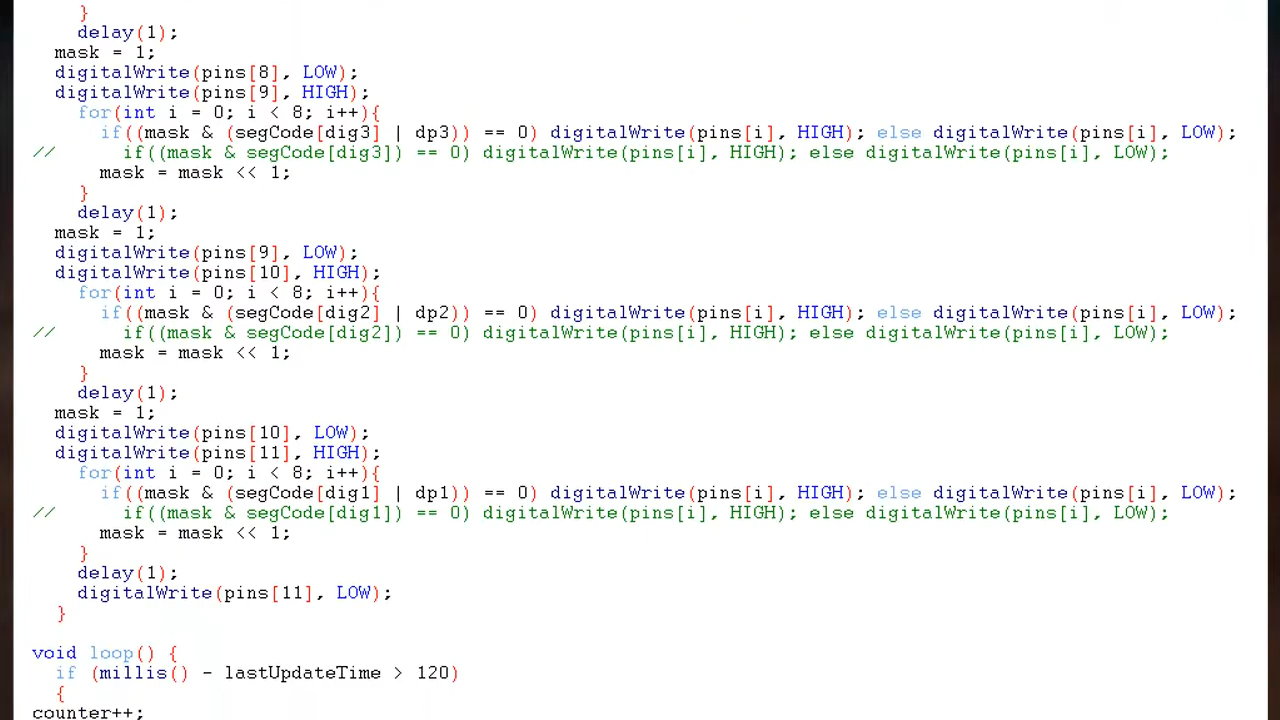 }
delay(1);
mask = 1;
digitalWrite(pins[8], LOW);
digitalWrite(pins[9], HIGH);
for(int i = 0; i < 8; i++){
if((mask & (segCode[dig3] | dp3)) == 0) digitalWrite(pins[i], HIGH); else digitalWrite(pins[i], LOW);
// if((mask & segCode[dig3]) == 0) digitalWrite(pins[i], HIGH); else digitalWrite(pins[i], LOW);
mask = mask << 1;
}
delay(1);
mask = 1;
digitalWrite(pins[9], LOW);
digitalWrite(pins[10], HIGH);
for(int i = 0; i < 8; i++){
if((mask & (segCode[dig2] | dp2)) == 0) digitalWrite(pins[i], HIGH); else digitalWrite(pins[i], LOW);
// if((mask & segCode[dig2]) == 0) digitalWrite(pins[i], HIGH); else digitalWrite(pins[i], LOW);
mask = mask << 1;
}
delay(1);
mask = 1;
digitalWrite(pins[10], LOW);
digitalWrite(pins[11], HIGH);
for(int i = 0; i < 8; i++){
if((mask & (segCode[dig1] | dp1)) == 0) digitalWrite(pins[i], HIGH); else digitalWrite(pins[i], LOW);
// if((mask & segCode[dig1]) == 0) digitalWrite(pins[i], HIGH); else digitalWrite(pins[i], LOW);
mask = mask << 1;
}
delay(1);
digitalWrite(pins[11], LOW);
}
void loop() {
if (millis() - lastUpdateTime > 120)
{
counter++;